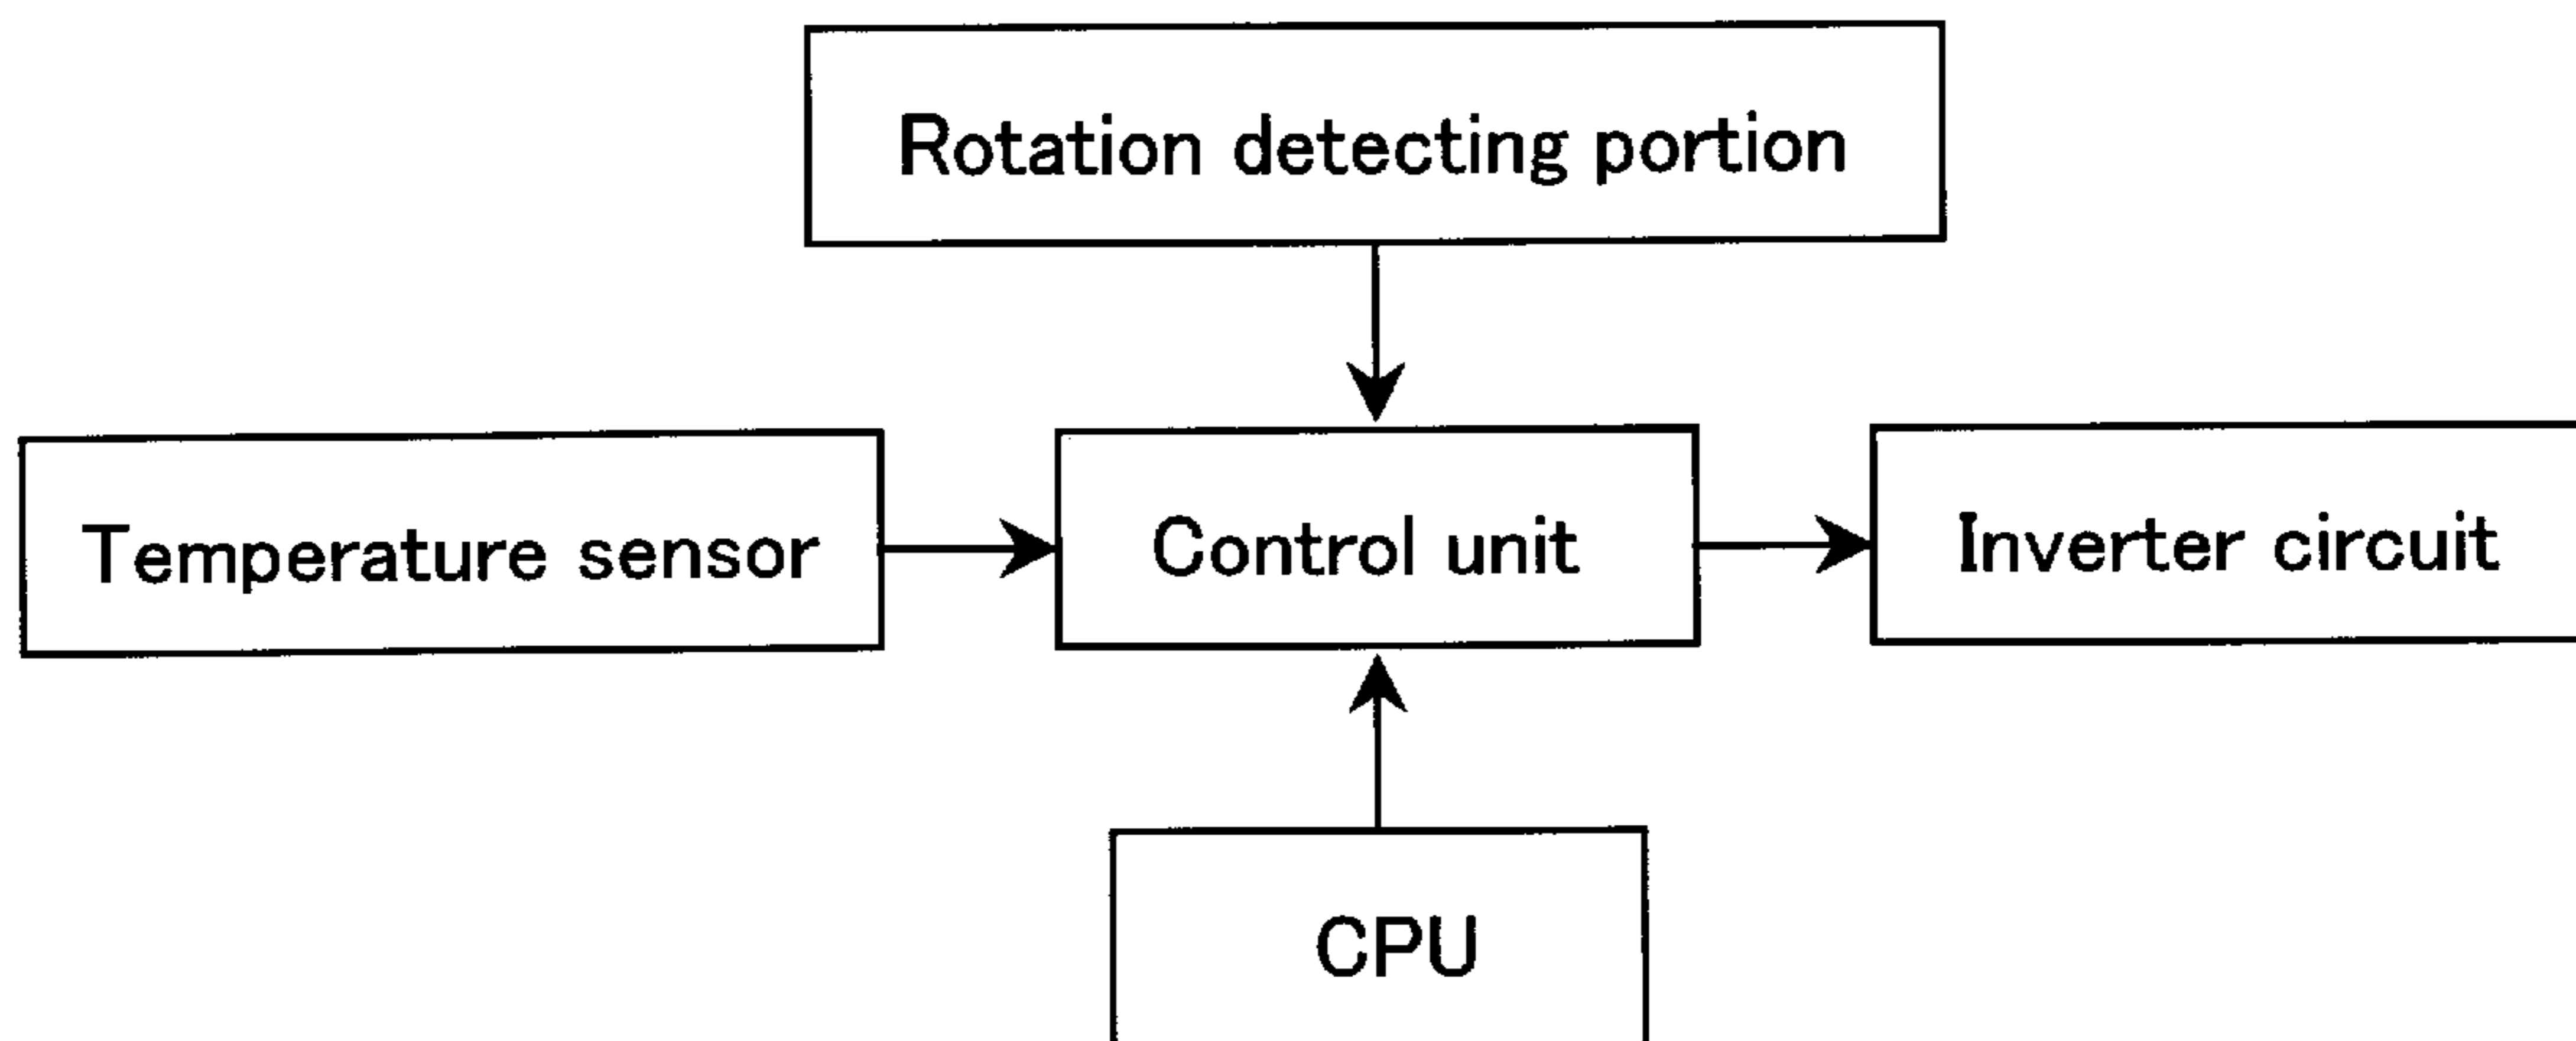 Rotation detecting portion
Temperature sensor
Control unit
Inverter circuit
CPU